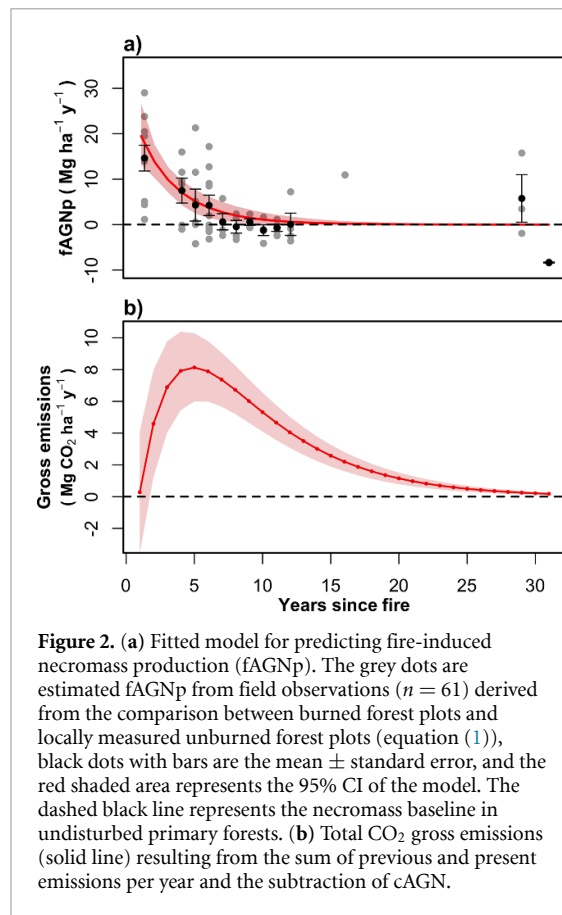 a)
fAGNp ( Mg ha⁻¹ y⁻¹ )
30
20
10
0
-10
b)
Gross emissions
( Mg CO₂ ha⁻¹ y⁻¹ )
10
8
6
4
2
0
-2
0 5 10 15 20 25 30
Years since fire
Figure 2. (a) Fitted model for predicting fire-induced
necromass production (fAGNp). The grey dots are
estimated fAGNp from field observations (n = 61) derived
from the comparison between burned forest plots and
locally measured unburned forest plots (equation (1)),
black dots with bars are the mean ± standard error, and the
red shaded area represents the 95% CI of the model. The
dashed black line represents the necromass baseline in
undisturbed primary forests. (b) Total CO₂ gross emissions
(solid line) resulting from the sum of previous and present
emissions per year and the subtraction of cAGN.